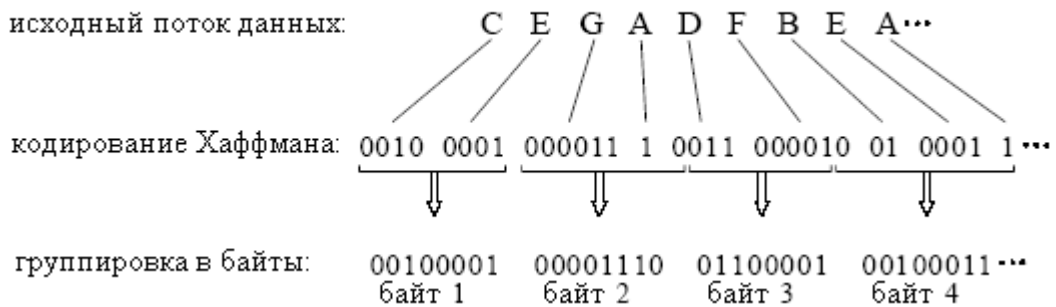 исходный поток данных: C E G A D F B E A...
кодирование Хаффмана: 0010 0001 000011 1 0011 000010 01 0001 1...
группировка в байты: 00100001 00001110 01100001 00100011...
байт 1 байт 2 байт 3 байт 4